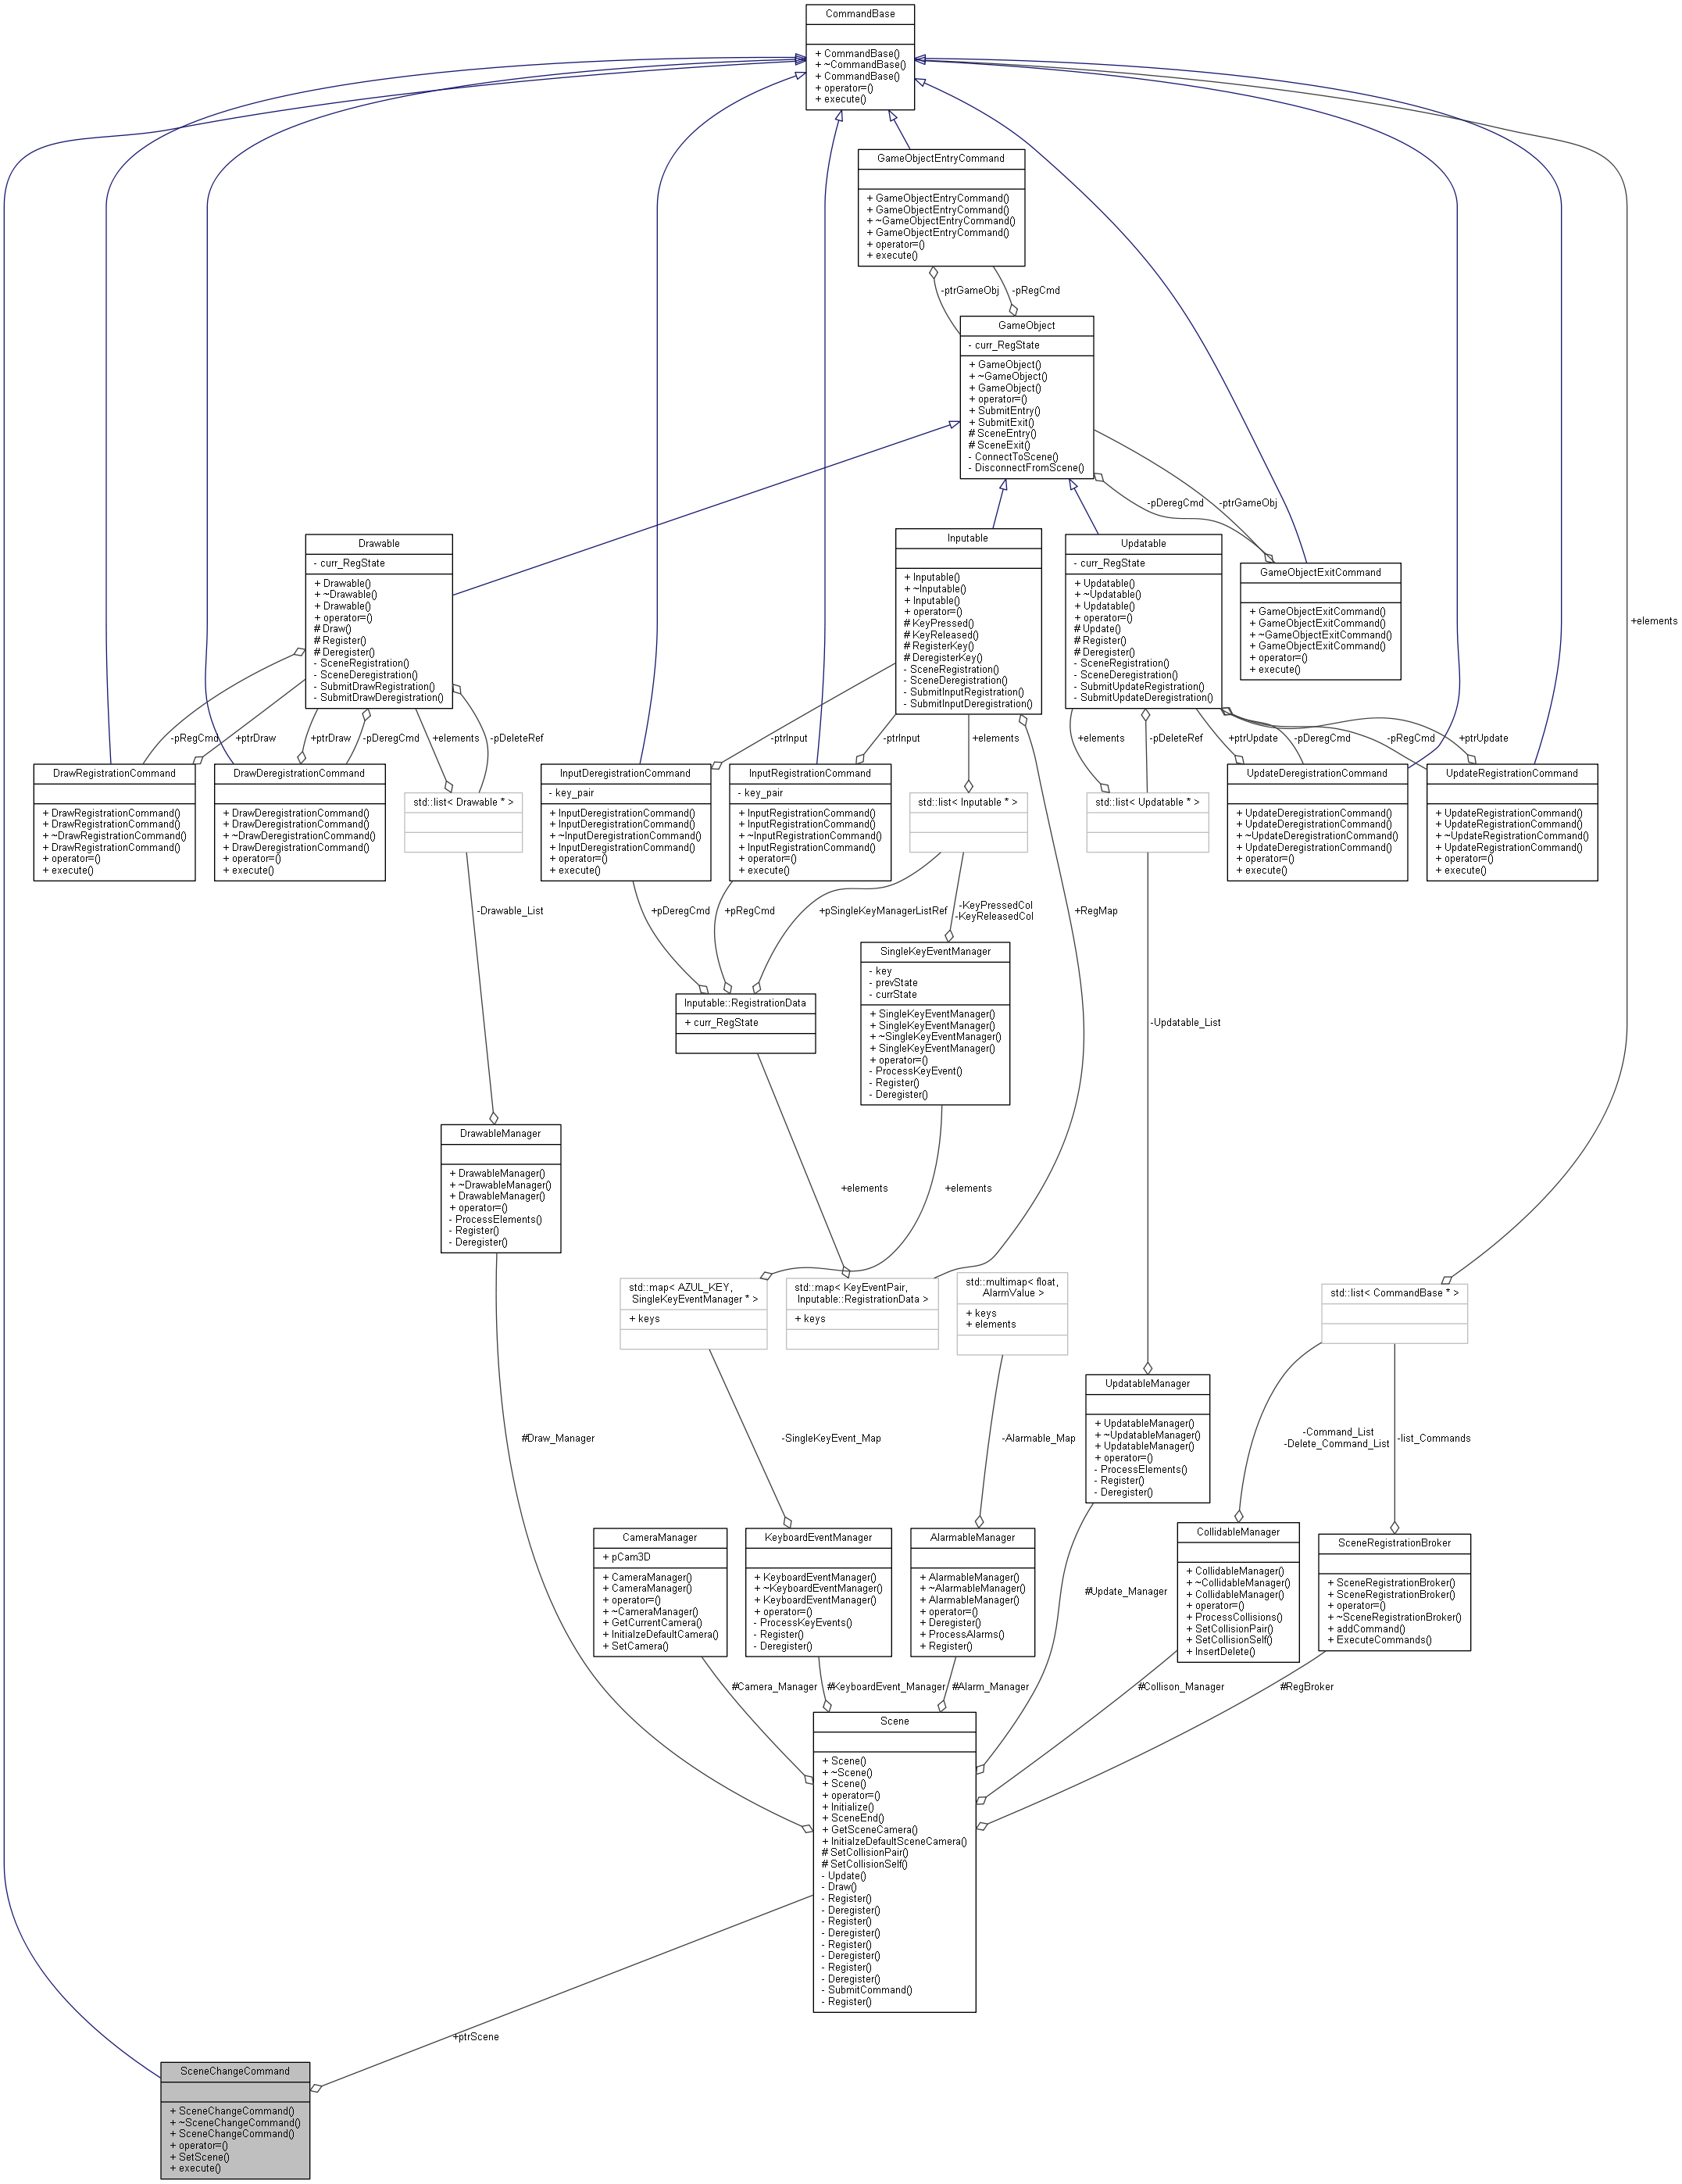 CommandBase
+ CommandBase()
+ ~CommandBase()
+ CommandBase()
+ operator=()
+ execute()
GameObjectEntryCommand
+ GameObjectEntryCommand()
+ GameObjectEntryCommand()
+ ~GameObjectEntryCommand()
+ GameObjectEntryCommand()
+ operator=()
+ execute()
-ptrGameObj
-pRegCmd
GameObject
- curr_RegState
+ GameObject()
+ ~GameObject()
+ GameObject()
+ operator=()
+ SubmitEntry()
+ SubmitExit()
# SceneEntry()
# SceneExit()
- ConnectToScene()
- DisconnectFromScene()
-pDeregCmd
-ptrGameObj
Drawable
- curr_RegState
+ Drawable()
+ ~Drawable()
+ Drawable()
+ operator=()
# Draw()
# Register()
# Deregister()
- SceneRegistration()
- SceneDeregistration()
- SubmitDrawRegistration()
- SubmitDrawDeregistration()
Inputable
+ Inputable()
+ ~Inputable()
+ Inputable()
+ operator=()
# KeyPressed()
# KeyReleased()
# RegisterKey()
# DeregisterKey()
- SceneRegistration()
- SceneDeregistration()
- SubmitInputRegistration()
- SubmitInputDeregistration()
Updatable
- curr_RegState
+ Updatable()
+ ~Updatable()
+ Updatable()
+ operator=()
# Update()
# Register()
# Deregister()
- SceneRegistration()
- SceneDeregistration()
- SubmitUpdateRegistration()
- SubmitUpdateDeregistration()
GameObjectExitCommand
+ GameObjectExitCommand()
+ GameObjectExitCommand()
+ ~GameObjectExitCommand()
+ GameObjectExitCommand()
+ operator=()
+ execute()
+elements
-pRegCmd
+ptrDraw
+ptrDraw
-pDeregCmd
+elements
-pDeleteRef
-ptrInput
-ptrInput
+elements
+elements
-pDeleteRef
+ptrUpdate
-pDeregCmd
-pRegCmd
+ptrUpdate
DrawRegistrationCommand
+ DrawRegistrationCommand()
+ DrawRegistrationCommand()
+ ~DrawRegistrationCommand()
+ DrawRegistrationCommand()
+ operator=()
+ execute()
DrawDeregistrationCommand
+ DrawDeregistrationCommand()
+ DrawDeregistrationCommand()
+ ~DrawDeregistrationCommand()
+ DrawDeregistrationCommand()
+ operator=()
+ execute()
std::list< Drawable * >
InputDeregistrationCommand
- key_pair
+ InputDeregistrationCommand()
+ InputDeregistrationCommand()
+ ~InputDeregistrationCommand()
+ InputDeregistrationCommand()
+ operator=()
+ execute()
InputRegistrationCommand
- key_pair
+ InputRegistrationCommand()
+ InputRegistrationCommand()
+ ~InputRegistrationCommand()
+ InputRegistrationCommand()
+ operator=()
+ execute()
std::list< Inputable * >
std::list< Updatable * >
UpdateDeregistrationCommand
+ UpdateDeregistrationCommand()
+ UpdateDeregistrationCommand()
+ ~UpdateDeregistrationCommand()
+ UpdateDeregistrationCommand()
+ operator=()
+ execute()
UpdateRegistrationCommand
+ UpdateRegistrationCommand()
+ UpdateRegistrationCommand()
+ ~UpdateRegistrationCommand()
+ UpdateRegistrationCommand()
+ operator=()
+ execute()
-Drawable_List
+pDeregCmd
+pRegCmd
+pSingleKeyManagerListRef
-KeyPressedCol
-KeyReleasedCol
+RegMap
SingleKeyEventManager
- key
- prevState
- currState
+ SingleKeyEventManager()
+ SingleKeyEventManager()
+ ~SingleKeyEventManager()
+ SingleKeyEventManager()
+ operator=()
- ProcessKeyEvent()
- Register()
- Deregister()
Inputable::RegistrationData
+ curr_RegState
-Updatable_List
DrawableManager
+ DrawableManager()
+ ~DrawableManager()
+ DrawableManager()
+ operator=()
- ProcessElements()
- Register()
- Deregister()
+elements
+elements
std::map< AZUL_KEY,
SingleKeyEventManager * >
+ keys
std::map< KeyEventPair,
Inputable::RegistrationData >
+ keys
std::multimap< float,
AlarmValue >
+ keys
+ elements
std::list< CommandBase * >
UpdatableManager
+ UpdatableManager()
+ ~UpdatableManager()
+ UpdatableManager()
+ operator=()
- ProcessElements()
- Register()
- Deregister()
#Draw_Manager
-SingleKeyEvent_Map
-Alarmable_Map
-Command_List
-Delete_Command_List
-list_Commands
CameraManager
+ pCam3D
+ CameraManager()
+ CameraManager()
+ operator=()
+ ~CameraManager()
+ GetCurrentCamera()
+ InitialzeDefaultCamera()
+ SetCamera()
KeyboardEventManager
+ KeyboardEventManager()
+ ~KeyboardEventManager()
+ KeyboardEventManager()
+ operator=()
- ProcessKeyEvents()
- Register()
- Deregister()
AlarmableManager
+ AlarmableManager()
+ ~AlarmableManager()
+ AlarmableManager()
+ operator=()
+ Deregister()
+ ProcessAlarms()
+ Register()
#Update_Manager
CollidableManager
+ CollidableManager()
+ ~CollidableManager()
+ CollidableManager()
+ operator=()
+ ProcessCollisions()
+ SetCollisionPair()
+ SetCollisionSelf()
+ InsertDelete()
SceneRegistrationBroker
+ SceneRegistrationBroker()
+ SceneRegistrationBroker()
+ operator=()
+ ~SceneRegistrationBroker()
+ addCommand()
+ ExecuteCommands()
#Camera_Manager
#KeyboardEvent_Manager
#Alarm_Manager
#Collison_Manager
#RegBroker
Scene
+ Scene()
+ ~Scene()
+ Scene()
+ operator=()
+ Initialize()
+ SceneEnd()
+ GetSceneCamera()
+ InitialzeDefaultSceneCamera()
# SetCollisionPair()
# SetCollisionSelf()
- Update()
- Draw()
- Register()
- Deregister()
- Register()
- Deregister()
- Register()
- Deregister()
- Register()
- Deregister()
- SubmitCommand()
- Register()
+ptrScene
SceneChangeCommand
+ SceneChangeCommand()
+ ~SceneChangeCommand()
+ SceneChangeCommand()
+ operator=()
+ SetScene()
+ execute()